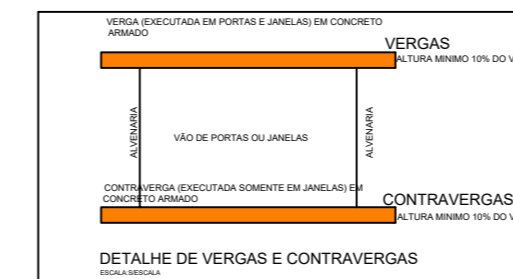 VERGA (EXECUTADA EM PORTAS E JANELAS) EM CONCRETO
ARMADO
VERGAS
ALTURA MINIMO 10% DO V
ALVENARIA
VÃO DE PORTAS OU JANELAS
ALVENARIA
CONTRAVERGA (EXECUTADA SOMENTE EM JANELAS) EM
CONCRETO ARMADO
CONTRAVERGAS
ALTURA MINIMO 10% DO V
DETALHE DE VERGAS E CONTRAVERGAS
ESCALA:S/ESCALA